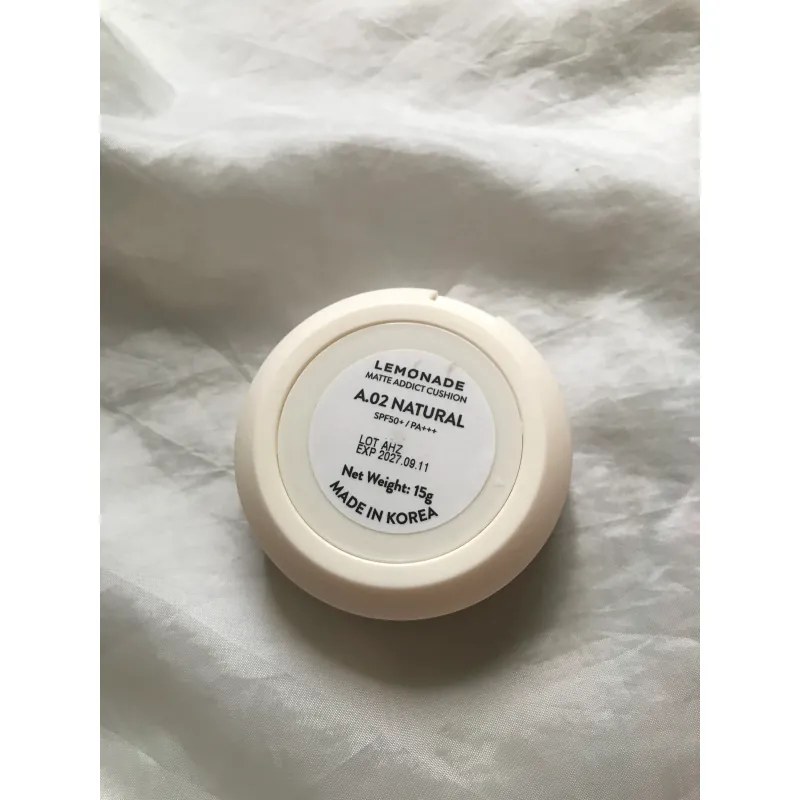 LEMONADE
MATTE ADDICT CUSHION
A.02 NATURAL
SPF50+ / PA+++
LOT AHZ
EXP 2027.09.11
Net Weight: 15g
MADE IN KOREA